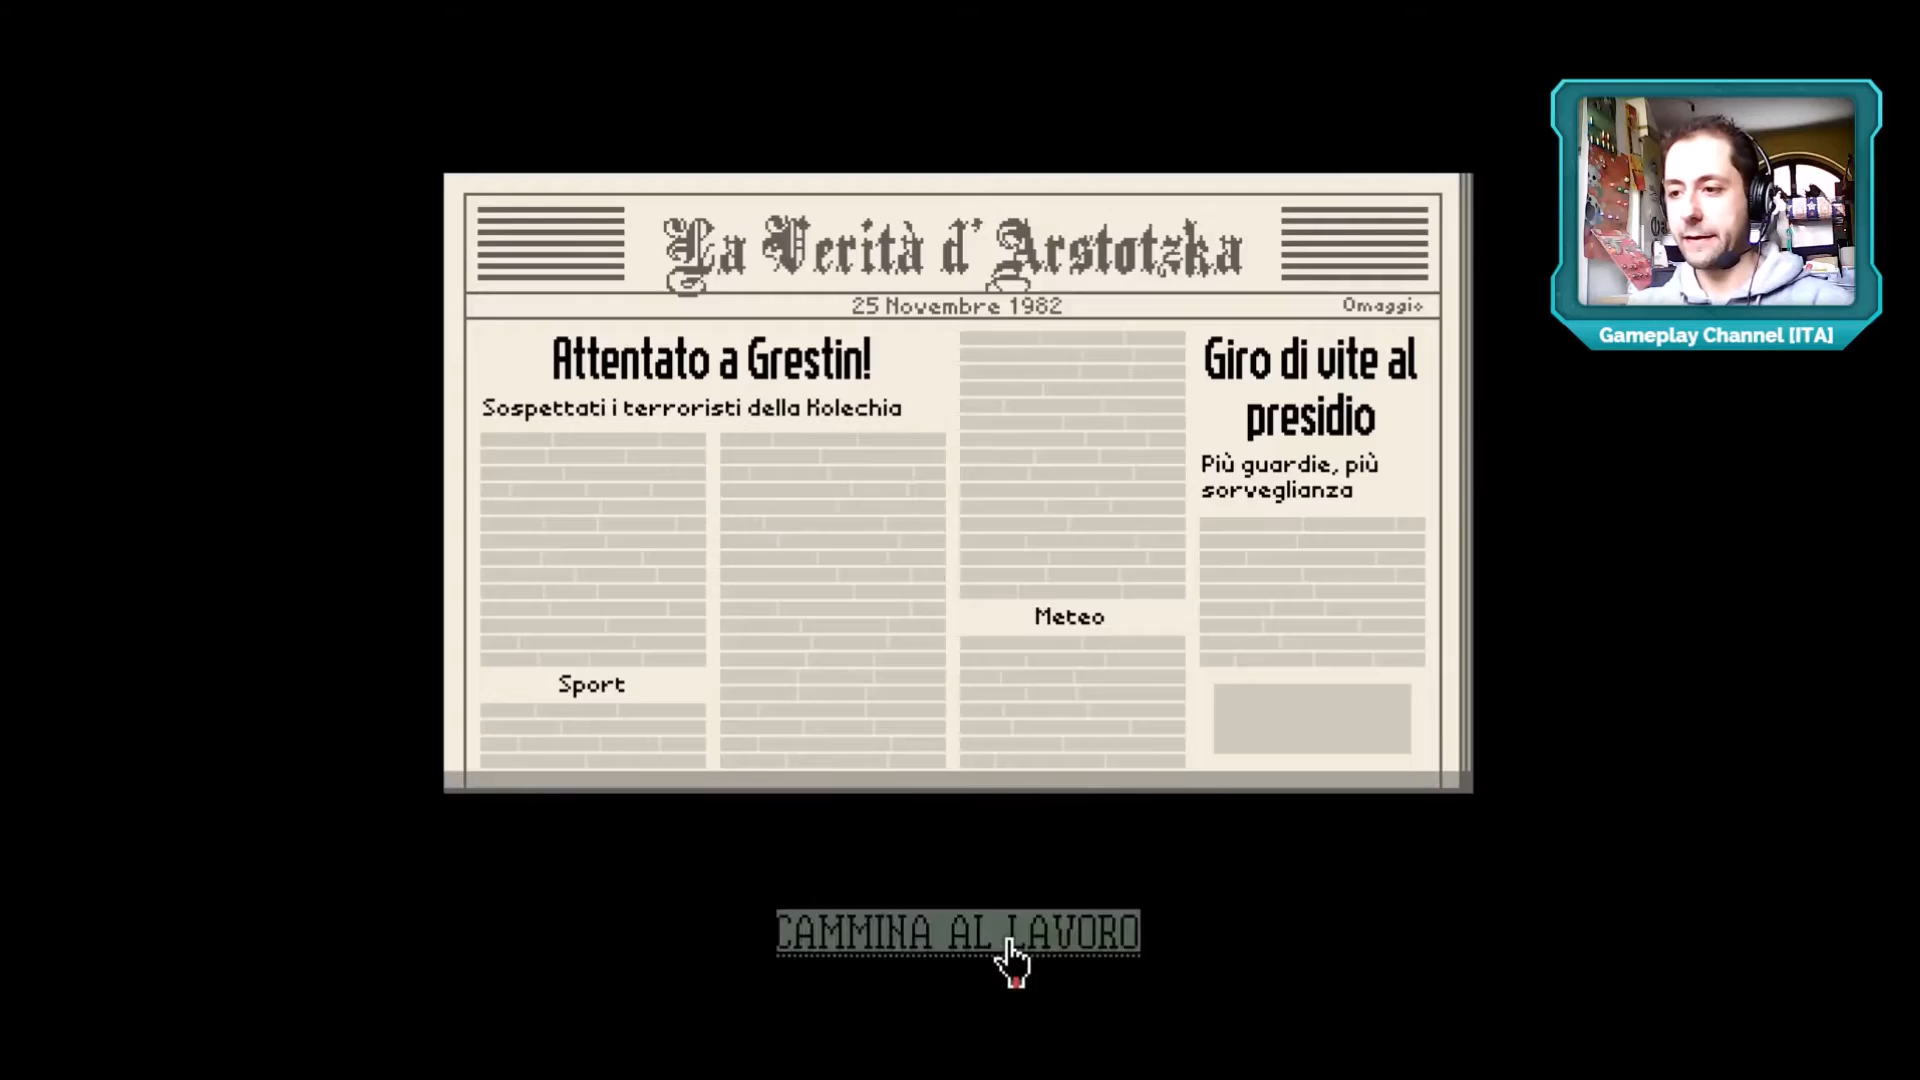 La Verità d'Arstotzka
25 Novembre 1982
Omaggio
Attentato a Grestin!
Sospettati i terroristi della Kolechia
Sport
Meteo
Giro di vite al
presidio
Più guardie, più
sorveglianza
CAMMINA AL LAVORO
Gameplay Channel [ITA]